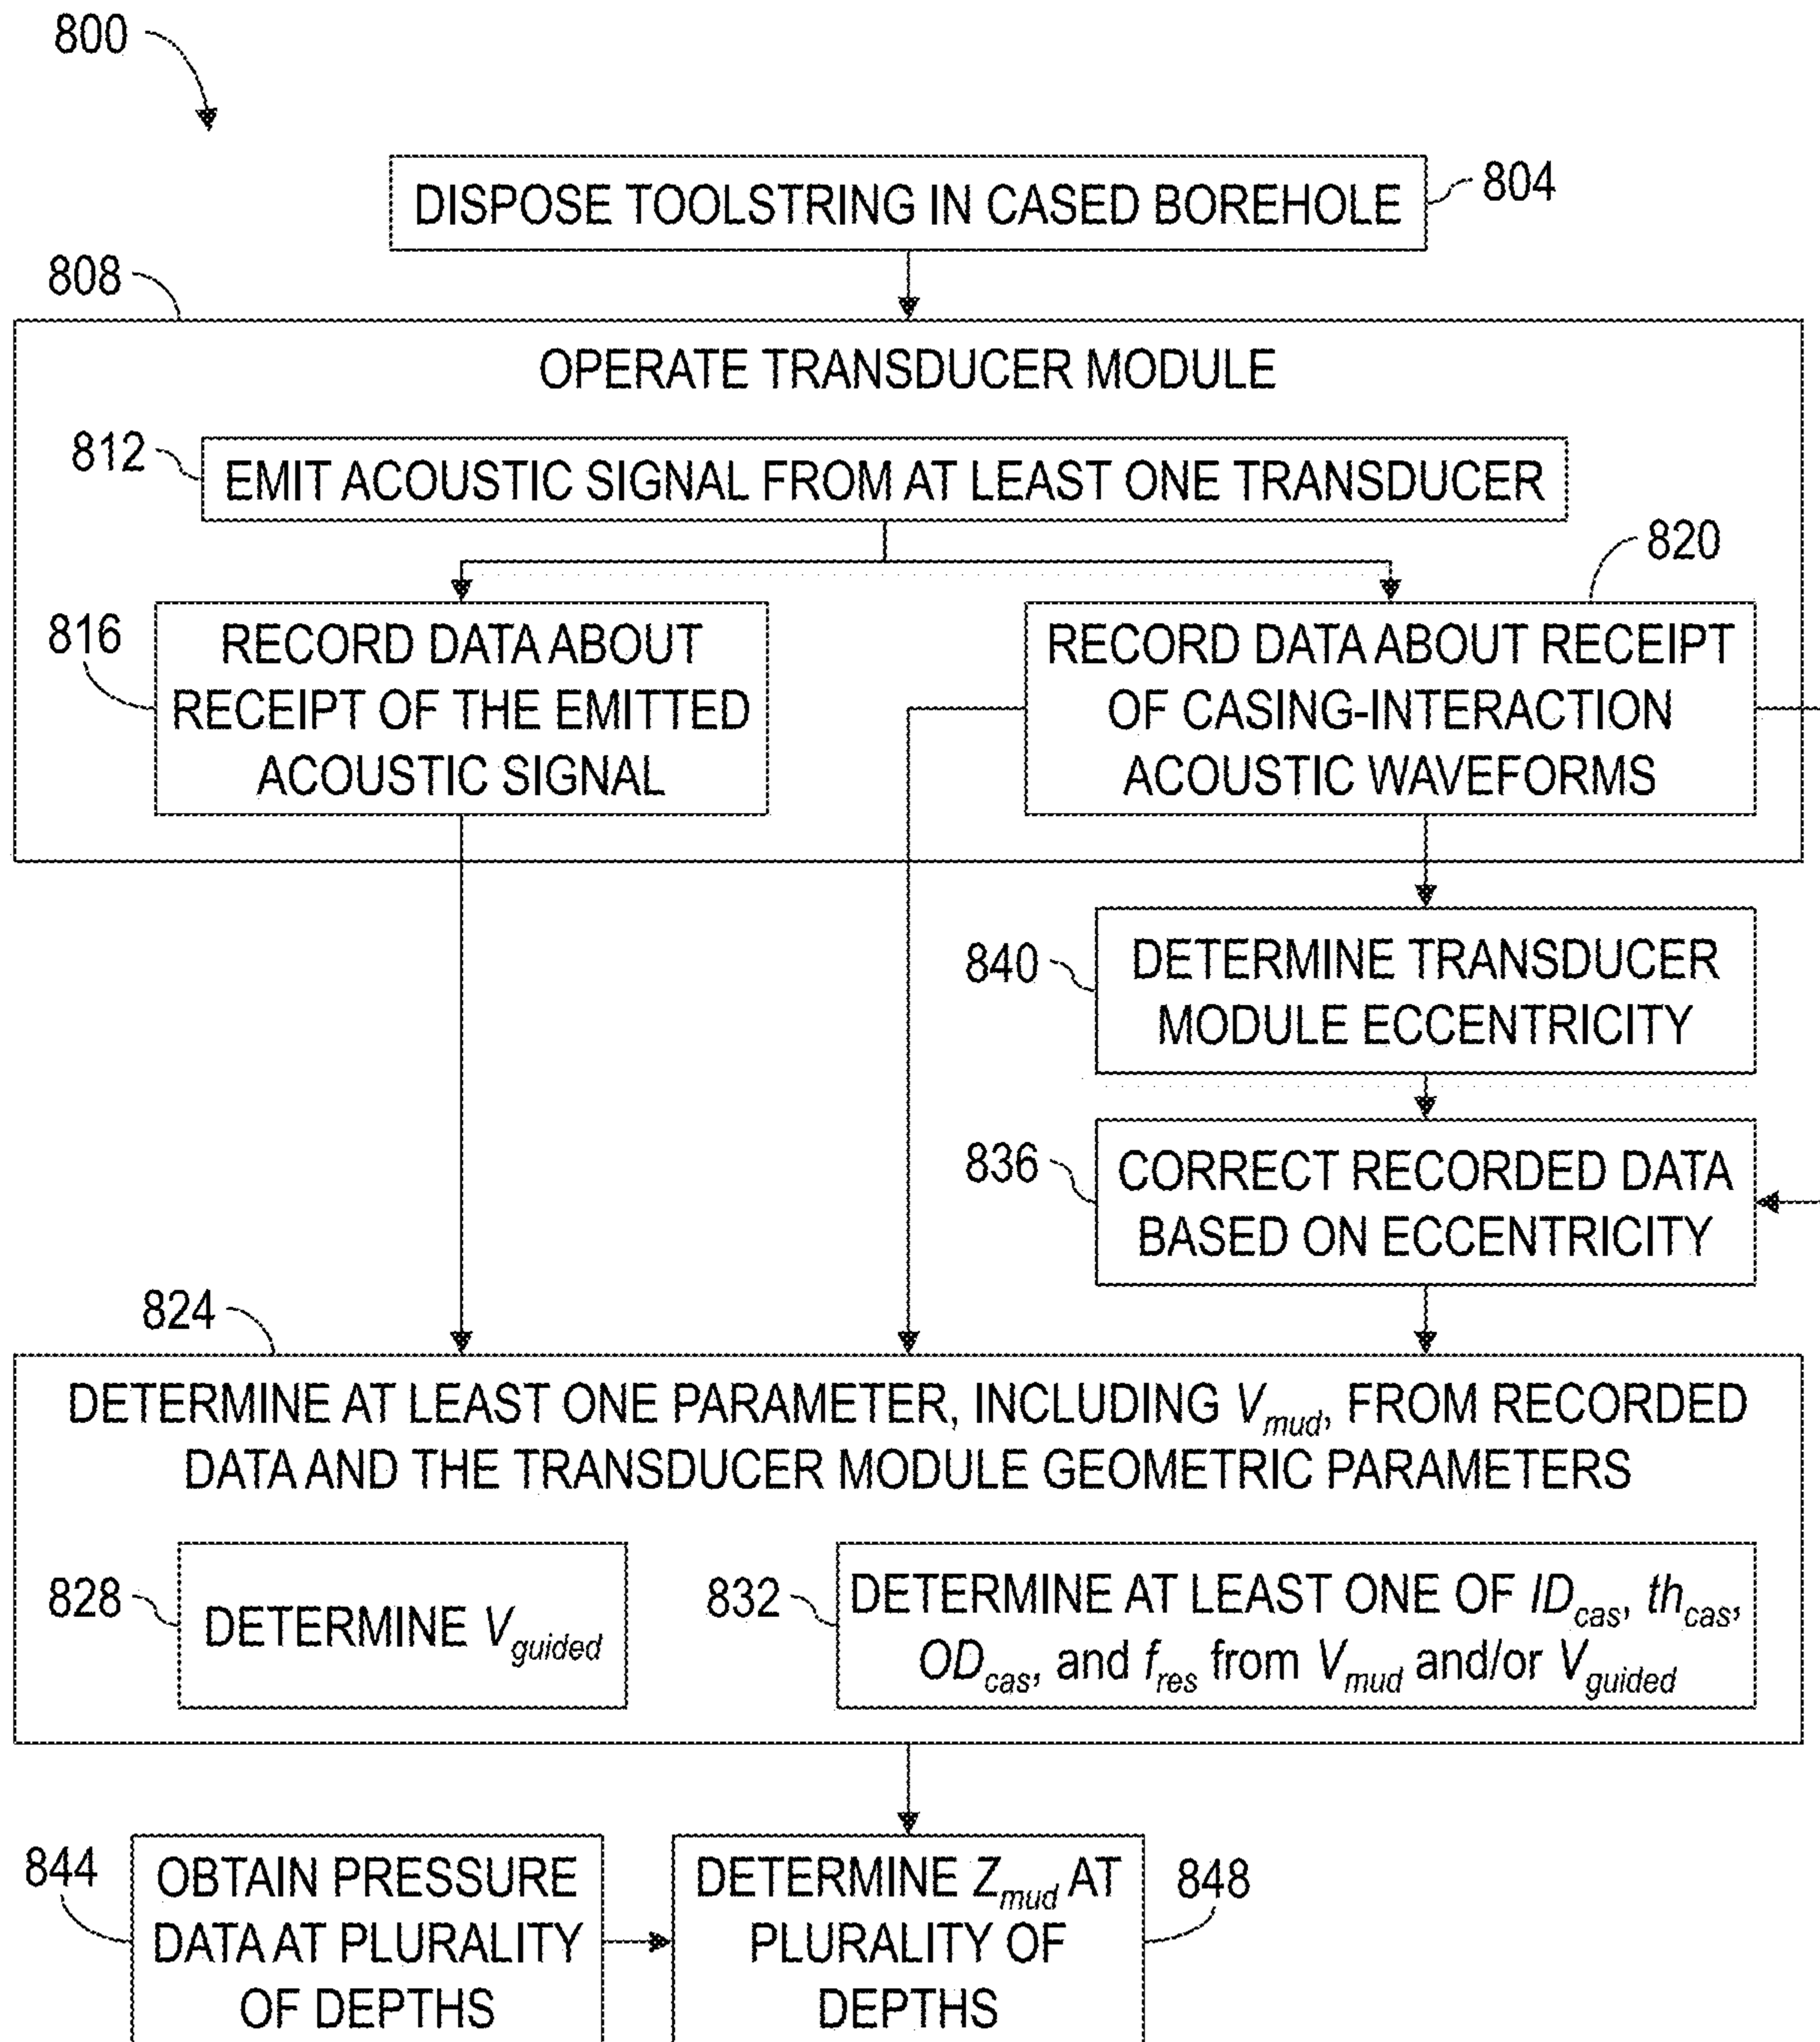 800
DISPOSE TOOLSTRING IN CASED BOREHOLE
804
808
OPERATE TRANSDUCER MODULE
812
EMIT ACOUSTIC SIGNAL FROM AT LEAST ONE TRANSDUCER
820
816
RECORD DATA ABOUT
RECEIPT OF THE EMITTED
ACOUSTIC SIGNAL
RECORD DATA ABOUT RECEIPT
OF CASING-INTERACTION
ACOUSTIC WAVEFORMS
840
DETERMINE TRANSDUCER
MODULE ECCENTRICITY
836
CORRECT RECORDED DATA
BASED ON ECCENTRICITY
824
DETERMINE AT LEAST ONE PARAMETER, INCLUDING Vmud, FROM RECORDED
DATA AND THE TRANSDUCER MODULE GEOMETRIC PARAMETERS
828
DETERMINE Vguided
832
DETERMINE AT LEAST ONE OF IDcas, thcas,
ODcas, and fres from Vmud and/or Vguided
844
OBTAIN PRESSURE
DATA AT PLURALITY
OF DEPTHS
DETERMINE Zmud AT
PLURALITY OF
DEPTHS
848